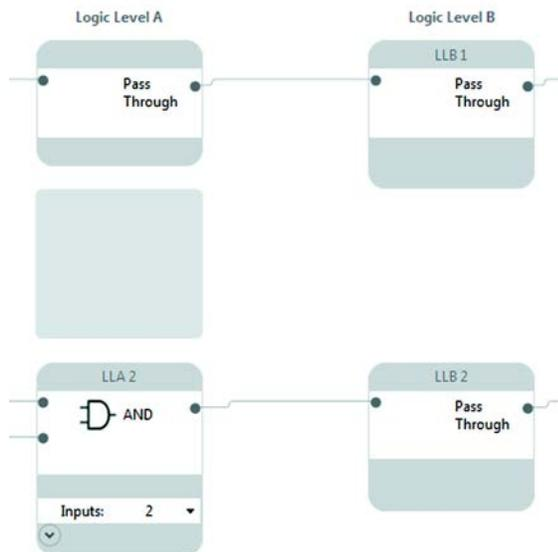 Logic Level A
Logic Level B
LLB 1
Pass
Through
Pass
Through
LLA 2
LLB 2
AND
Pass
Through
Inputs: 2